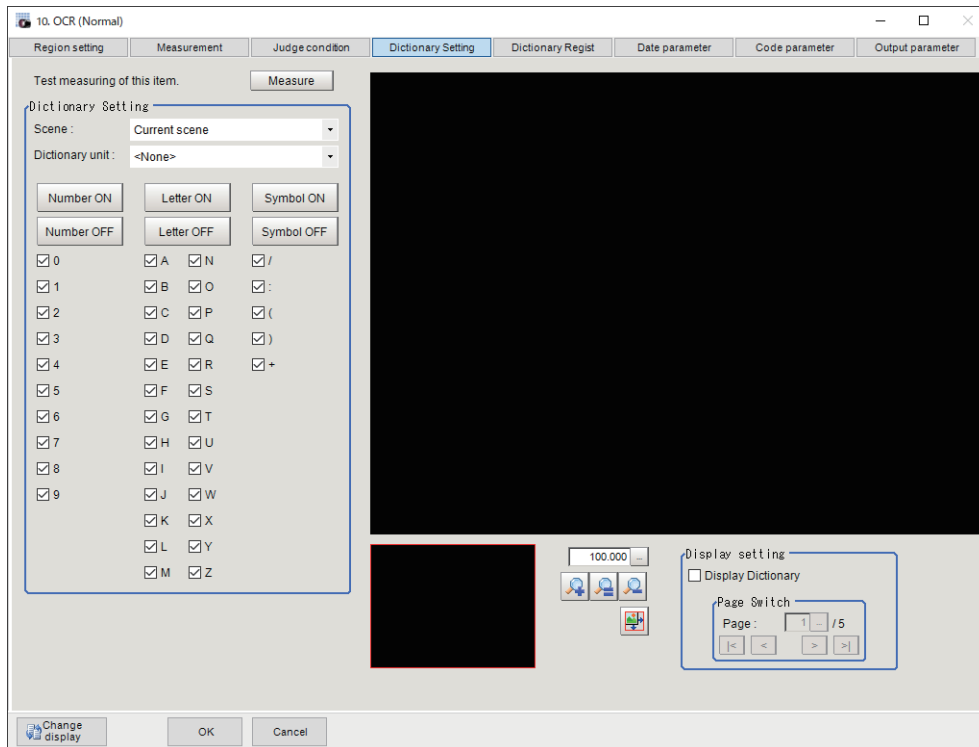 10. OCR (Normal)
Region setting Measurement Judge condition Dictionary Setting Dictionary Regist Date parameter Code parameter Output parameter
Test measuring of this item. Measure
Dictionary Setting
Scene : Current scene
Dictionary unit : <None>
Number ON Letter ON Symbol ON
Number OFF Letter OFF Symbol OFF
0 A N /
1 B O :
2 C P (
3 D Q )
4 E R +
5 F S
6 G T
7 H U
8 I V
9 J W
K X
L Y
M Z
100.000 ...
Display setting
Display Dictionary
Page Switch
Page : 1 ... / 5
|< < > >|
Change
display
OK Cancel